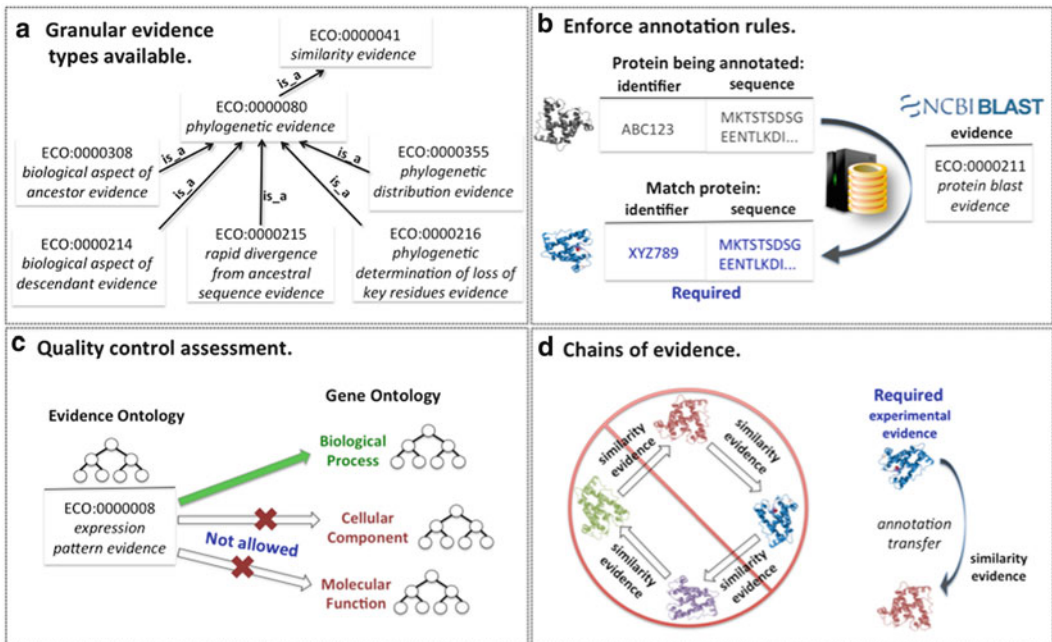 a Granular evidence
types available.
ECO:0000041
similarity evidence
is_a
ECO:0000080
phylogenetic evidence
ECO:0000308
biological aspect of
ancestor evidence
is_a
is_a
is_a
is_a
is_a
ECO:0000355
phylogenetic
distribution evidence
ECO:0000214
biological aspect of
descendant evidence
ECO:0000215
rapid divergence
from ancestral
sequence evidence
ECO:0000216
phylogenetic
determination of loss of
key residues evidence
b Enforce annotation rules.
Protein being annotated:
identifier sequence
ABC123
MKTSTSDSG
EENTLKDI...
NCBI BLAST
evidence
ECO:0000211
protein blast
evidence
Match protein:
identifier sequence
XYZ789
MKTSTSDSG
EENTLKDI...
Required
c Quality control assessment.
Evidence Ontology
ECO:0000008
expression
pattern evidence
Gene Ontology
Biological
Process
Cellular
Component
Not allowed
Molecular
Function
d Chains of evidence.
similarity
evidence
similarity
evidence
similarity
evidence
similarity
evidence
Required
experimental
evidence
annotation
transfer
similarity
evidence